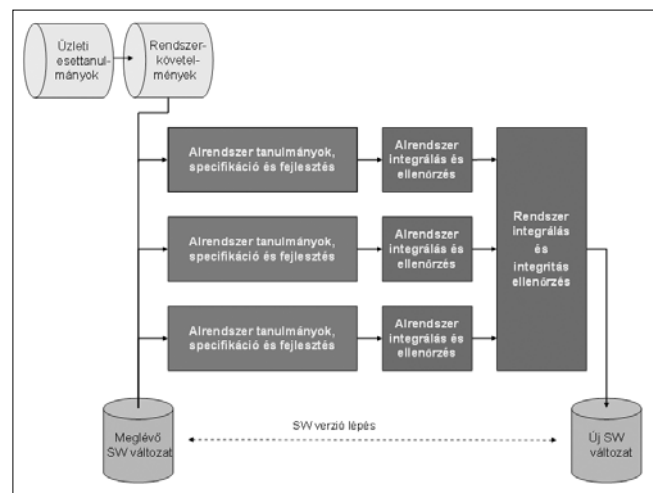 Üzleti
esettanul-
mányok
Rendszer-
követel-
mények
Alrendszer tanulmányok,
specifikáció és fejlesztés
Alrendszer
integrálás és
ellenőrzés
Alrendszer tanulmányok,
specifikáció és fejlesztés
Alrendszer
integrálás és
ellenőrzés
Alrendszer tanulmányok,
specifikáció és fejlesztés
Alrendszer
integrálás és
ellenőrzés
Rendszer
integrálás
és
integritás
ellenőrzés
Meglévő
SW változat
SW verzió lépés
Új SW
változat